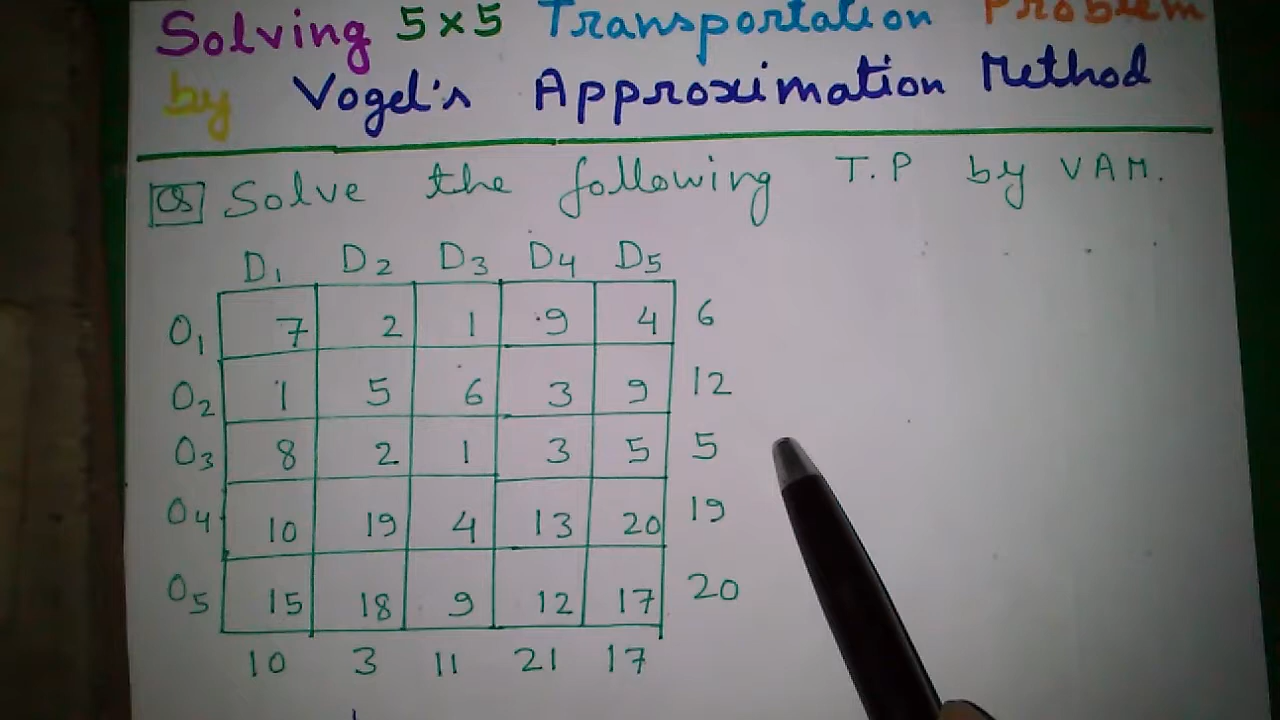 Solving 5×5 Transportation Problem
by Vogel's Approximation Method
Q Solve the following T.P by VAM.
D1 D2 D3 D4 D5
O1 7 2 1 9 4 6
O2 1 5 6 3 9 12
O3 8 2 1 3 5 5
O4 10 19 4 13 20 19
O5 15 18 9 12 17 20
10 3 11 21 17